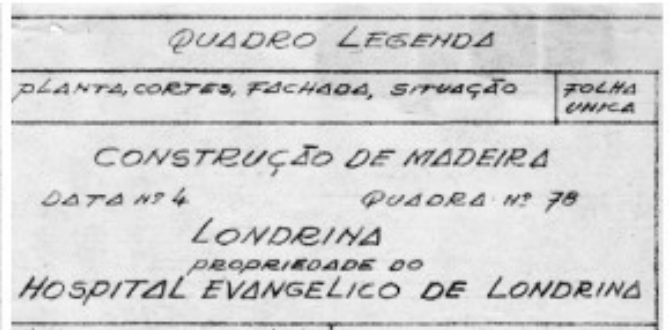 QUADRO LEGENDA
PLANTA, CORTES, FACHADA, SITUAÇÃO
FOLHA
UNICA
CONSTRUÇÃO DE MADEIRA
DATA Nº 4 QUADRA Nº 78
LONDRINA
PROPRIEDADE DO
HOSPITAL EVANGELICO DE LONDRINA